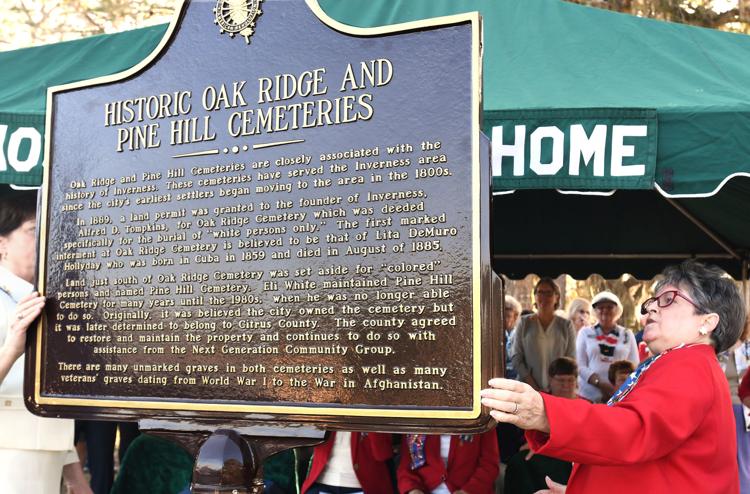 HISTORIC OAK RIDGE AND
PINE HILL CEMETERIES
Oak Ridge and Pine Hill Cemeteries are closely associated with the
history of Inverness. These cemeteries have served the Inverness area
since the city's earliest settlers began moving to the area in the 1800s.
In 1889, a land permit was granted to the founder of Inverness,
Alfred D. Tompkins, for Oak Ridge Cemetery which was deeded
specifically for the burial of "white persons only." The first marked
interment at Oak Ridge Cemetery is believed to be that of Lita DeMuro
Hollyday who was born in Cuba in 1859 and died in August of 1885.
Land just south of Oak Ridge Cemetery was set aside for "colored"
persons and named Pine Hill Cemetery. Eli White maintained Pine Hill
Cemetery for many years until the 1980s. When he was no longer able
to do so. Originally, it was believed the city owned the cemetery but
it was later determined to belong to Citrus County. The county agreed
to restore and maintain the property and continues to do so with
assistance from the Next Generation Community Group.
There are many unmarked graves in both cemeteries as well as many
veterans' graves dating from World War I to the War in Afghanistan.
HOME